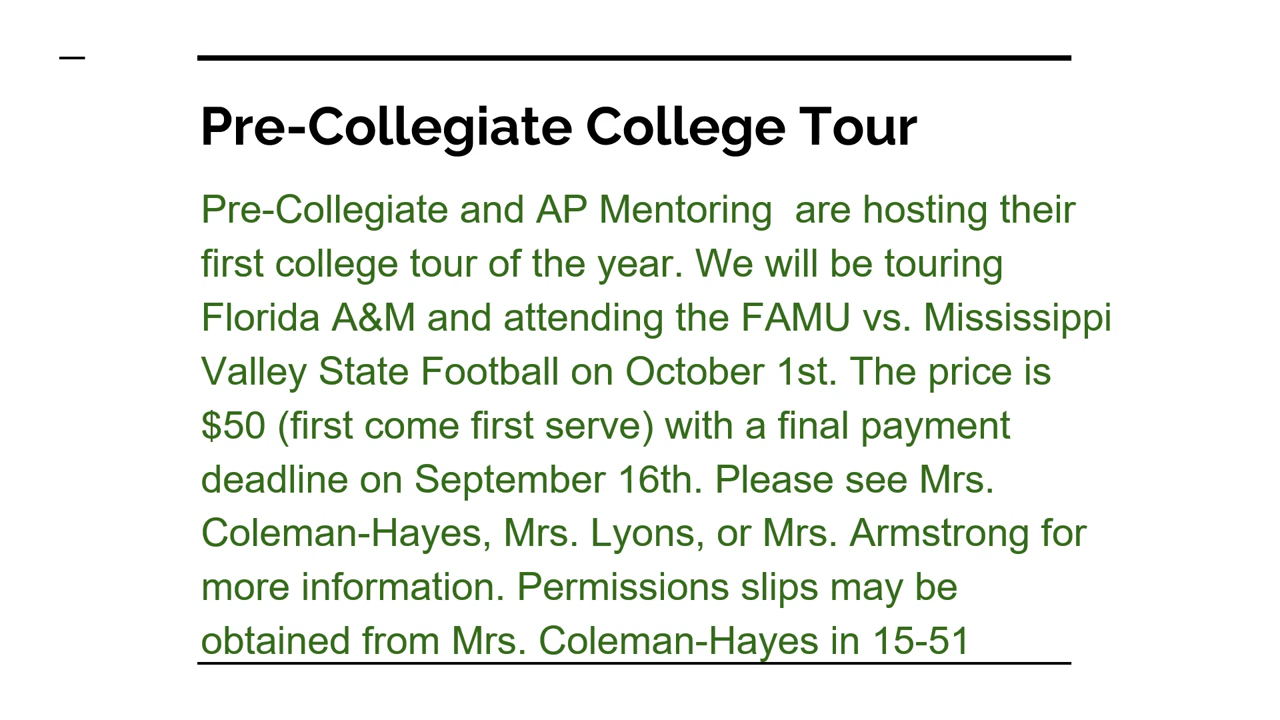 Pre-Collegiate College Tour
Pre-Collegiate and AP Mentoring  are hosting their
first college tour of the year. We will be touring
Florida A&M and attending the FAMU vs. Mississippi
Valley State Football on October 1st. The price is
$50 (first come first serve) with a final payment
deadline on September 16th. Please see Mrs.
Coleman-Hayes, Mrs. Lyons, or Mrs. Armstrong for
more information. Permissions slips may be
obtained from Mrs. Coleman-Hayes in 15-51